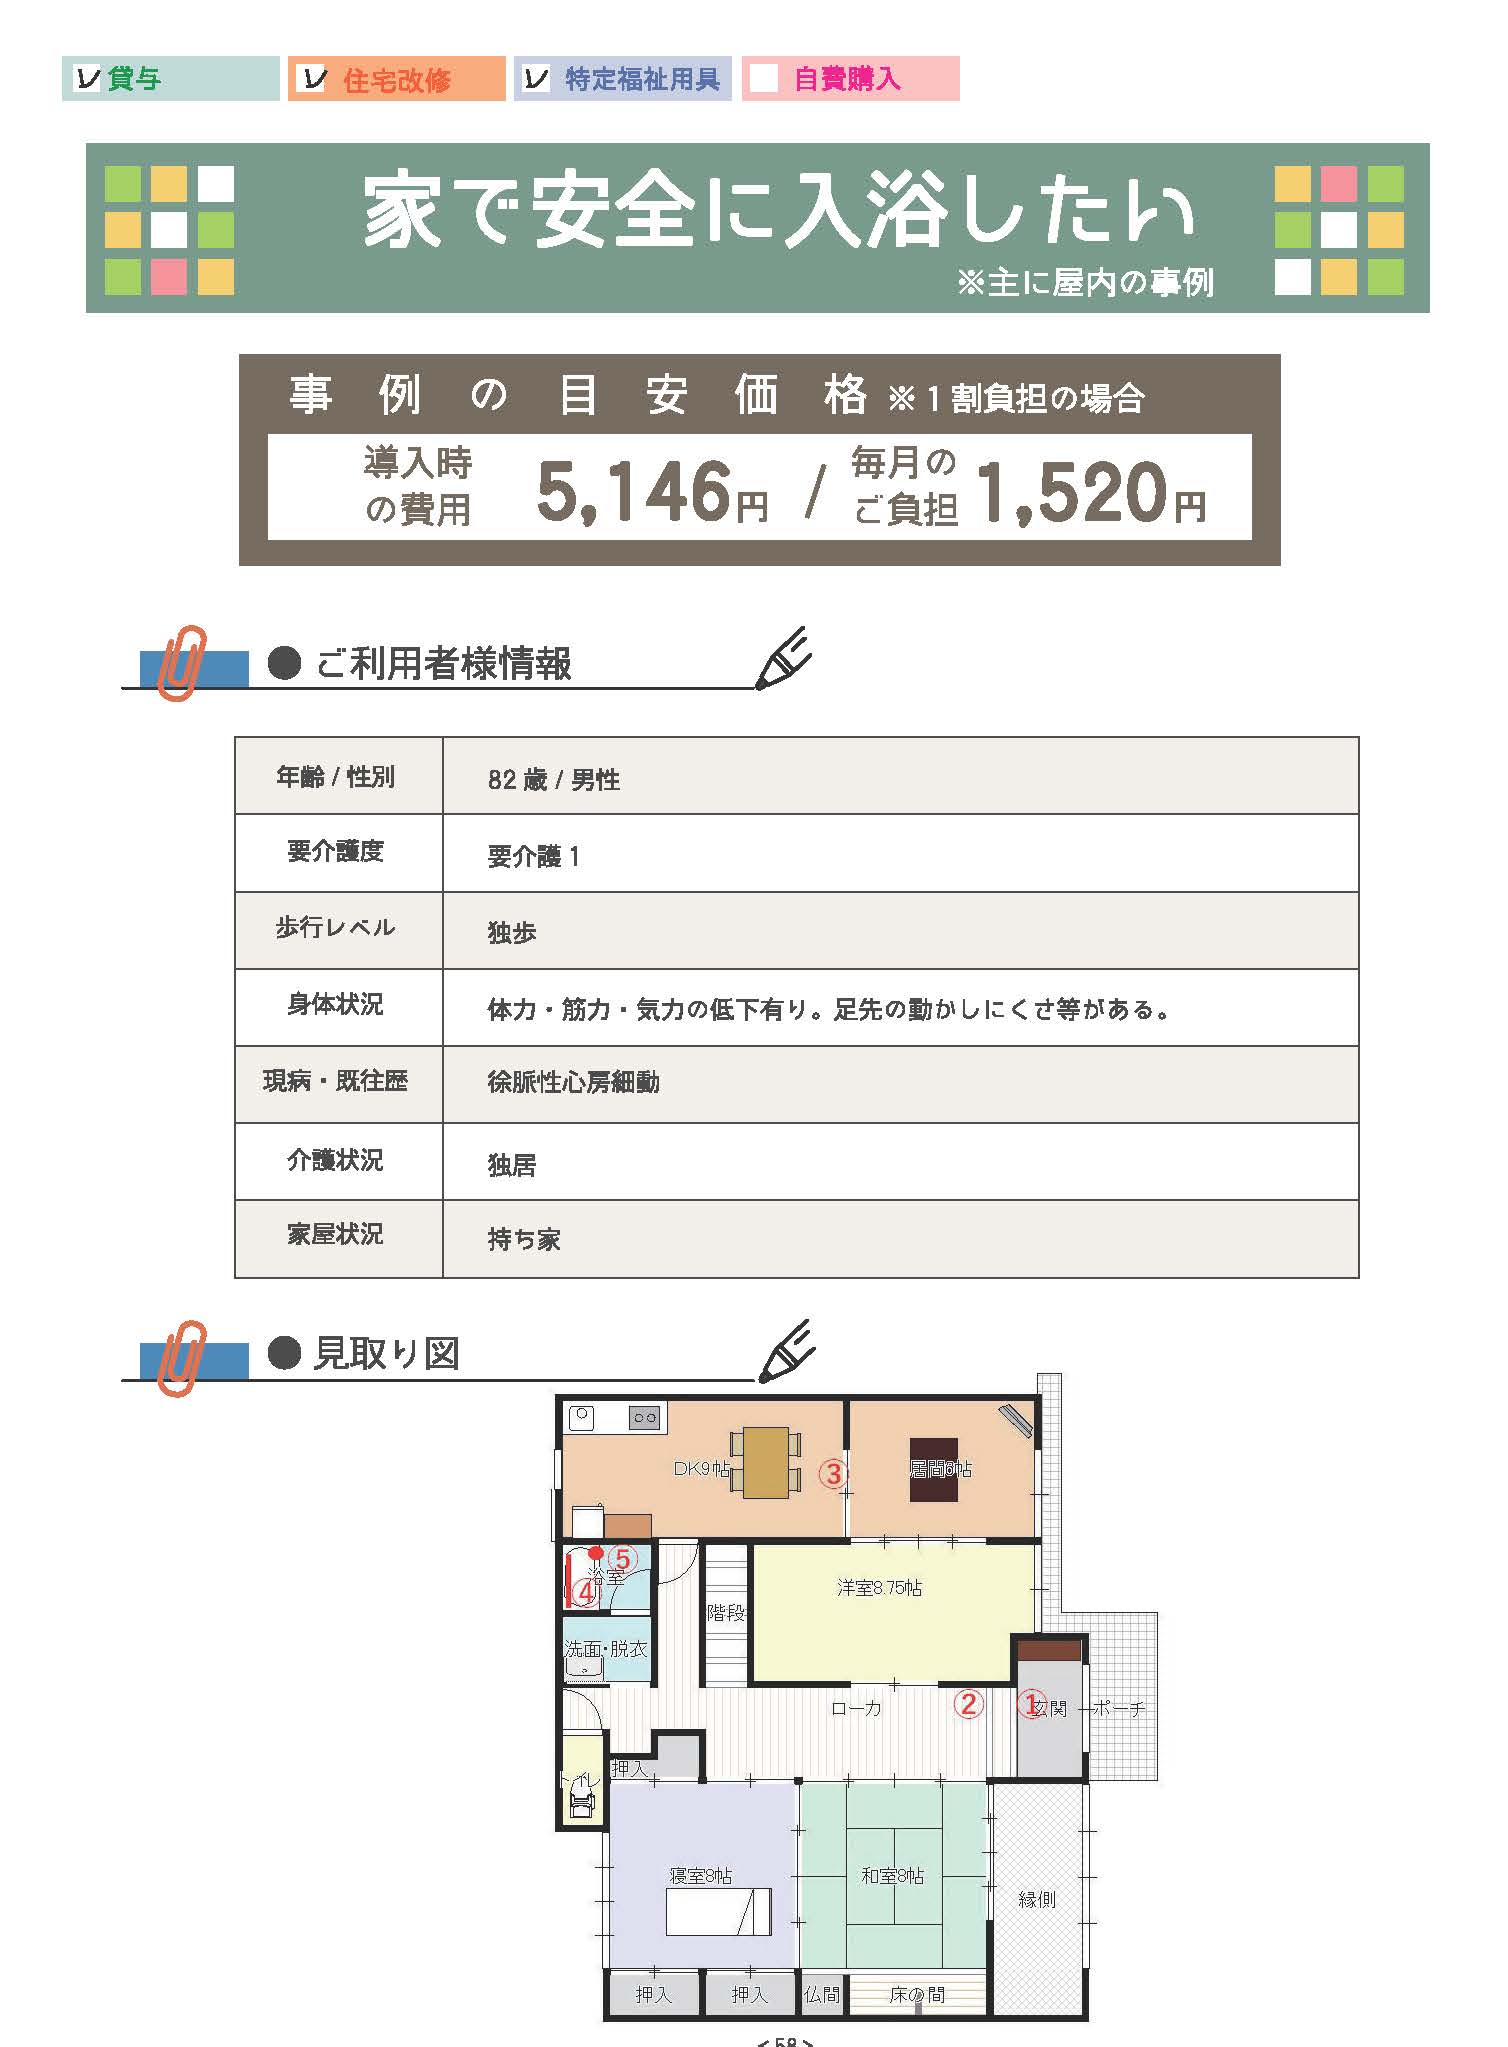 貸与 住宅改修 特定福祉用具 自費購入
家で安全に入浴したい
※主に屋内の事例
事例の目安価格 ※1割負担の場合
導入時の費用 5,146円 / 毎月のご負担 1,520円
● ご利用者様情報
年齢 / 性別 82 歳 / 男性
要介護度 要介護 1
歩行レベル 独歩
身体状況 体力・筋力・気力の低下有り。足先の動かしにくさ等がある。
現病・既往歴 徐脈性心房細動
介護状況 独居
家屋状況 持ち家
● 見取り図
DK9帖 ③ 居間6帖
⑤
浴室
④
洋室8.75帖
階段
洗面・脱衣
ローカ ② ① 玄関 ポーチ
押入
トイレ
寝室8帖 和室8帖
縁側
押入 押入 仏間 床の間
< 58 >